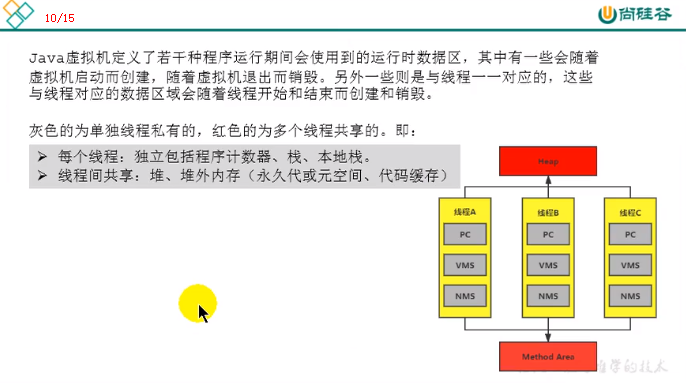 10/15
尚硅谷
Java虚拟机定义了若干种程序运行期间会使用到的运行时数据区，其中有一些会随着
虚拟机启动而创建，随着虚拟机退出而销毁。另外一些则是与线程一一对应的，这些
与线程对应的数据区域会随着线程开始和结束而创建和销毁。
灰色的为单独线程私有的，红色的为多个线程共享的。即：
➢ 每个线程：独立包括程序计数器、栈、本地栈。
➢ 线程间共享：堆、堆外内存（永久代或元空间、代码缓存）
Heap
线程A 线程B 线程C
PC PC PC
VMS VMS VMS
NMS NMS NMS
Method Area
学的技术